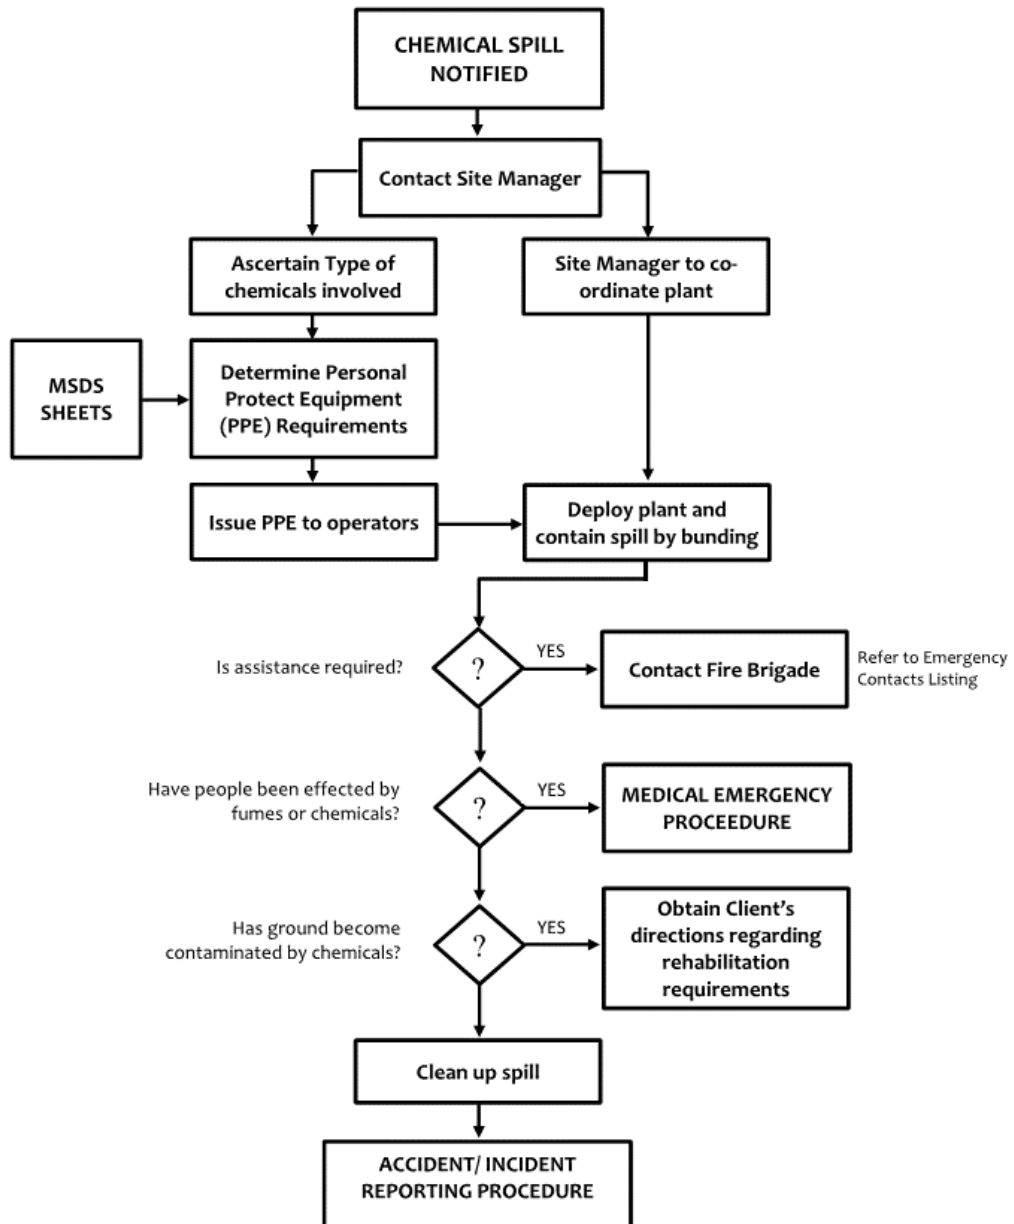 CHEMICAL SPILL
NOTIFIED
Contact Site Manager
Ascertain Type of
chemicals involved
Site Manager to co-
ordinate plant
MSDS
SHEETS
Determine Personal
Protect Equipment
(PPE) Requirements
Issue PPE to operators
Deploy plant and
contain spill by bunding
Is assistance required?
?
YES
Contact Fire Brigade
Refer to Emergency
Contacts Listing
Have people been effected by
fumes or chemicals?
?
YES
MEDICAL EMERGENCY
PROCEEDURE
Has ground become
contaminated by chemicals?
?
YES
Obtain Client’s
directions regarding
rehabilitation
requirements
Clean up spill
ACCIDENT/ INCIDENT
REPORTING PROCEDURE